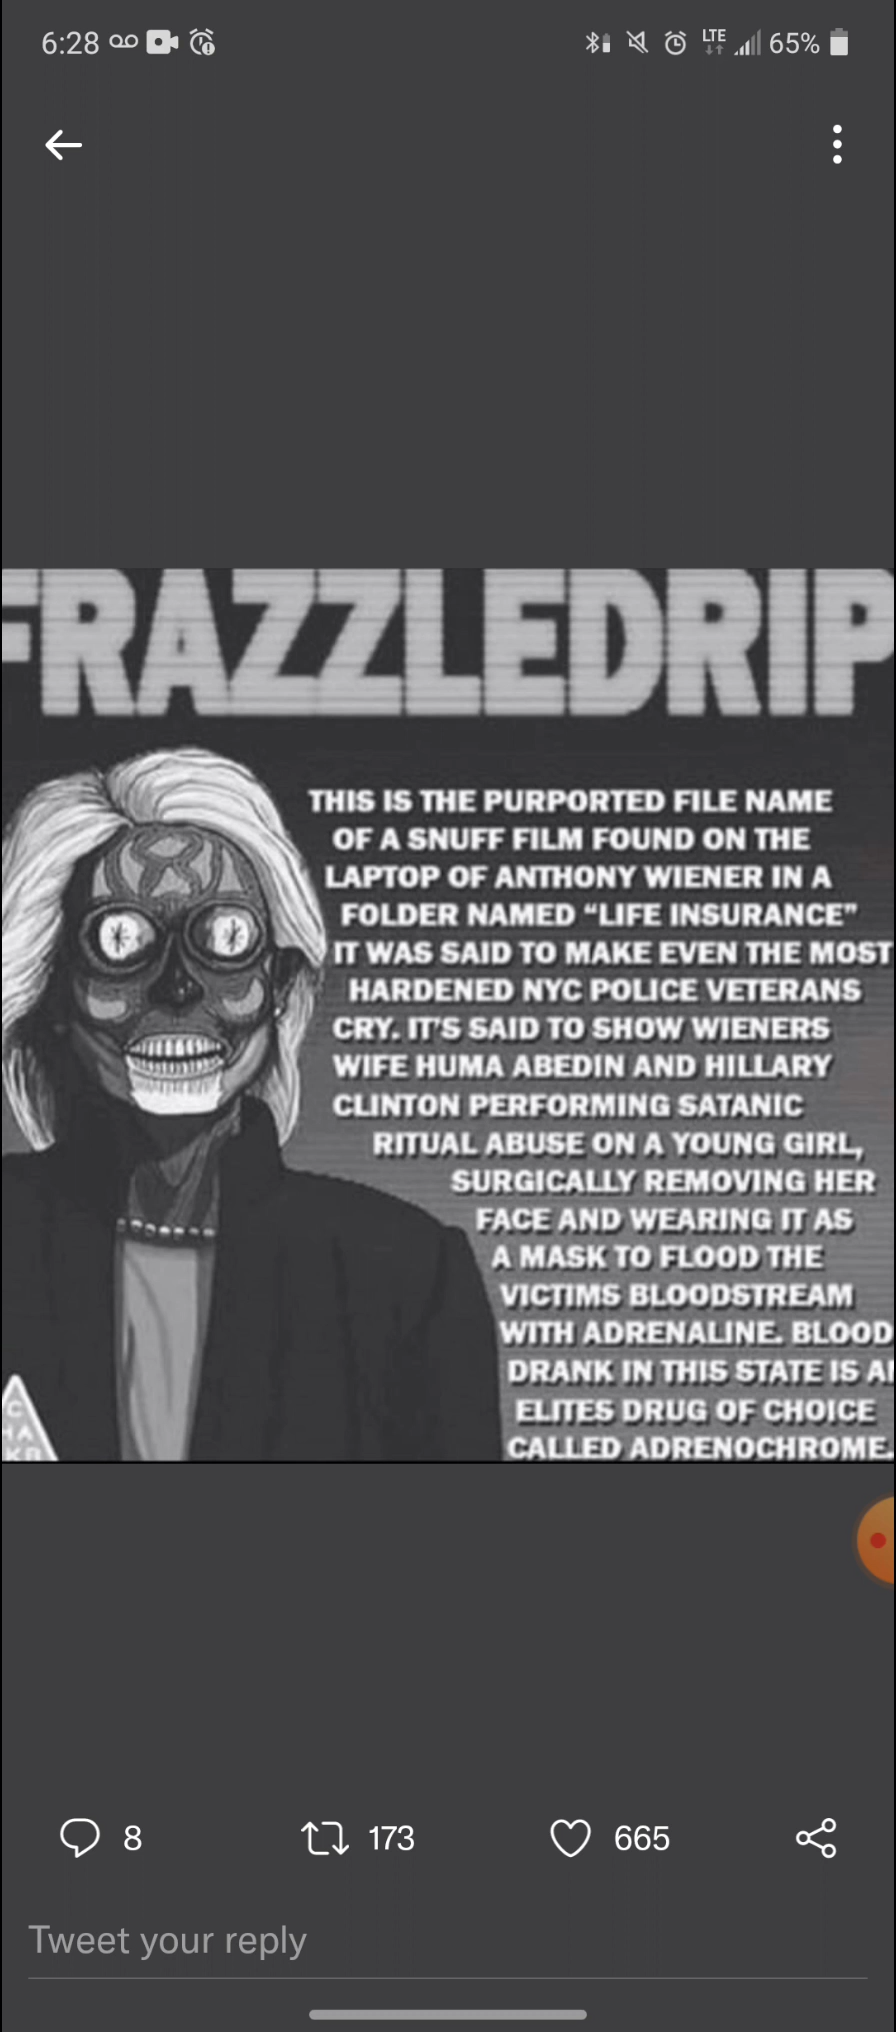 6:28
LTE 65%
FRAZZLEDRIP
THIS IS THE PURPORTED FILE NAME
OF A SNUFF FILM FOUND ON THE
LAPTOP OF ANTHONY WIENER IN A
FOLDER NAMED “LIFE INSURANCE”
IT WAS SAID TO MAKE EVEN THE MOST
HARDENED NYC POLICE VETERANS
CRY. IT'S SAID TO SHOW WIENERS
WIFE HUMA ABEDIN AND HILLARY
CLINTON PERFORMING SATANIC
RITUAL ABUSE ON A YOUNG GIRL,
SURGICALLY REMOVING HER
FACE AND WEARING IT AS
A MASK TO FLOOD THE
VICTIMS BLOODSTREAM
WITH ADRENALINE. BLOOD
DRANK IN THIS STATE IS
ELITES DRUG OF CHOICE
CALLED ADRENOCHROME.
8 173 665
Tweet your reply